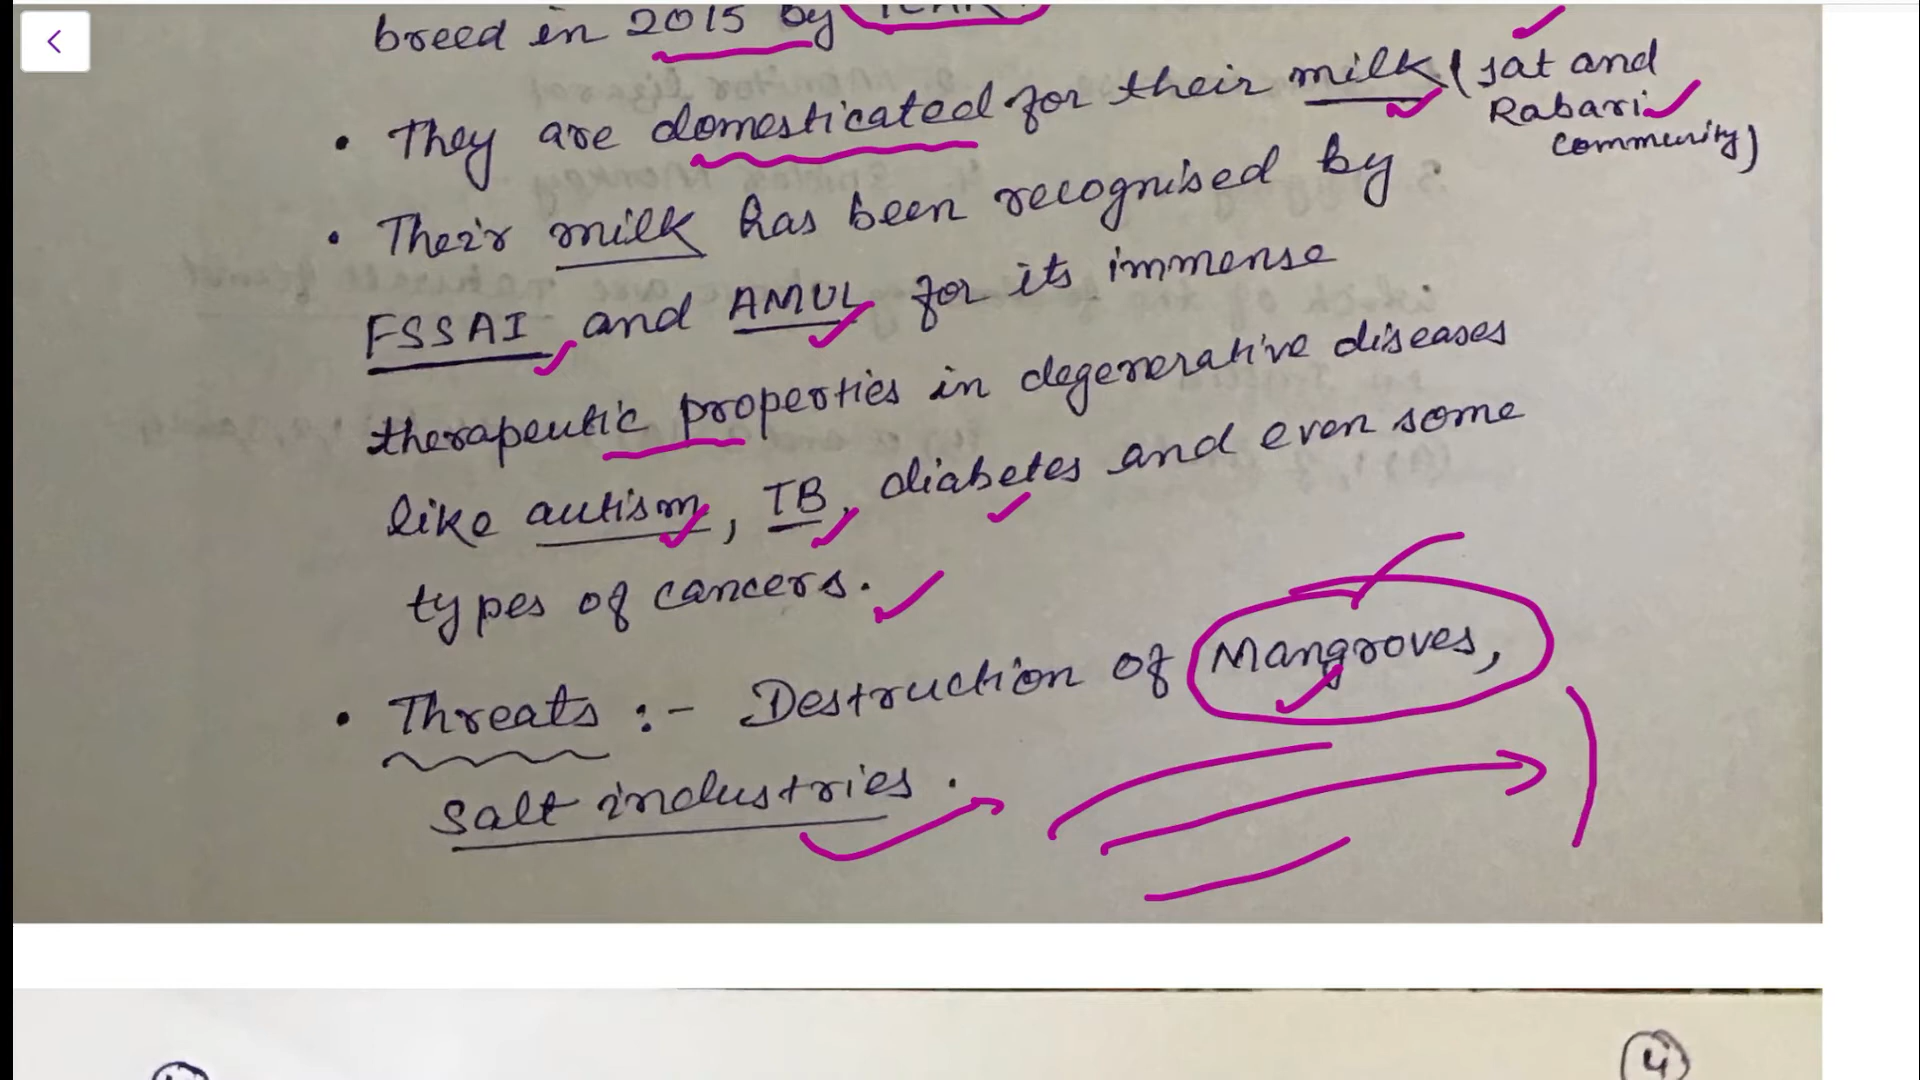 breed in 2015 by ICAR.
• They are domesticated for their milk (Jat and
Rabari
community)
• Their milk has been recognised by
FSSAI and AMUL for its immense
therapeutic properties in degenerative diseases
like autism, TB, diabetes and even some
types of cancers.
• Threats :- Destruction of Mangroves,
Salt industries.
4